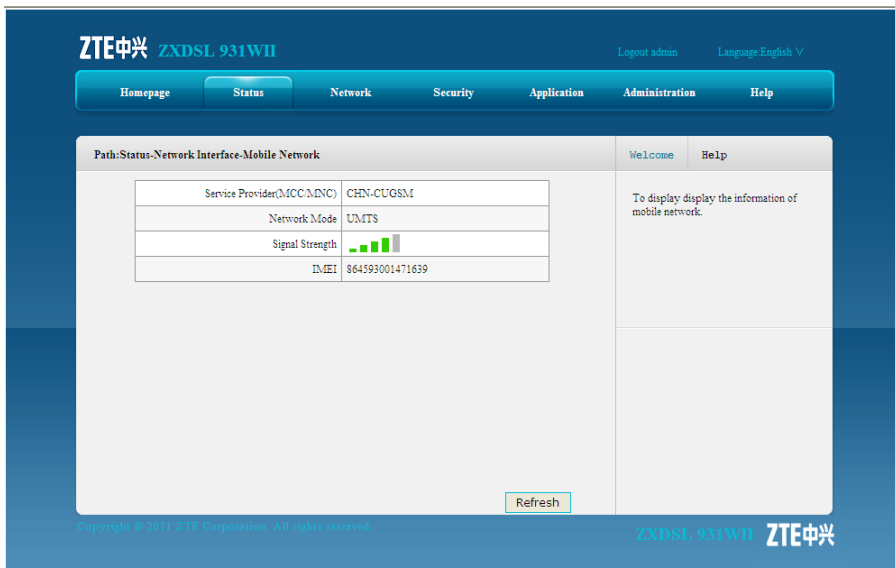 ZTE中兴 ZXDSL 931WII
Logout admin Language:English V
Homepage Status Network Security Application Administration Help
Path:Status-Network Interface-Mobile Network
Welcome Help
Service Provider(MCC/MNC) CHN-CUGSM
Network Mode UMTS
Signal Strength
IMEI 864593001471639
To display display the information of
mobile network.
Refresh
Copyright © 2011 ZTE Corporation. All rights reserved.
ZXDSL 931WII ZTE中兴